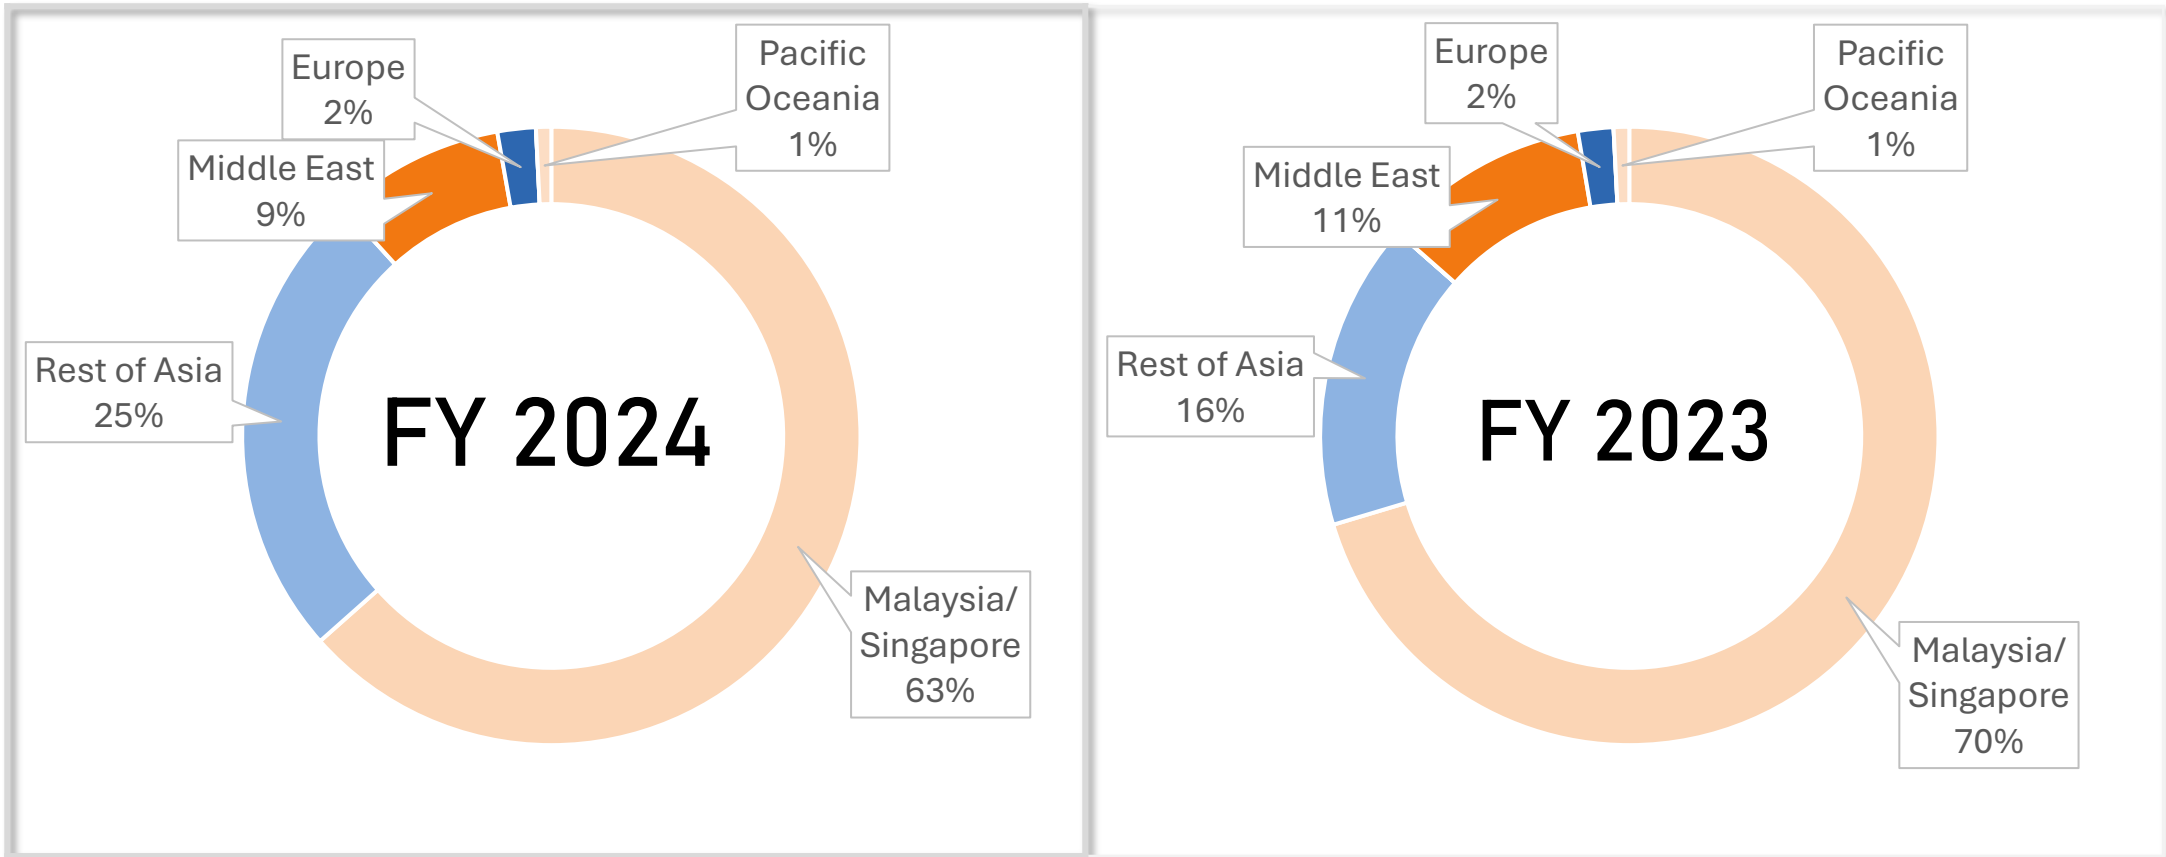 Europe
2%
Pacific
Oceania
1%
Middle East
9%
Rest of Asia
25%
FY 2024
Malaysia/
Singapore
63%
Europe
2%
Pacific
Oceania
1%
Middle East
11%
Rest of Asia
16%
FY 2023
Malaysia/
Singapore
70%